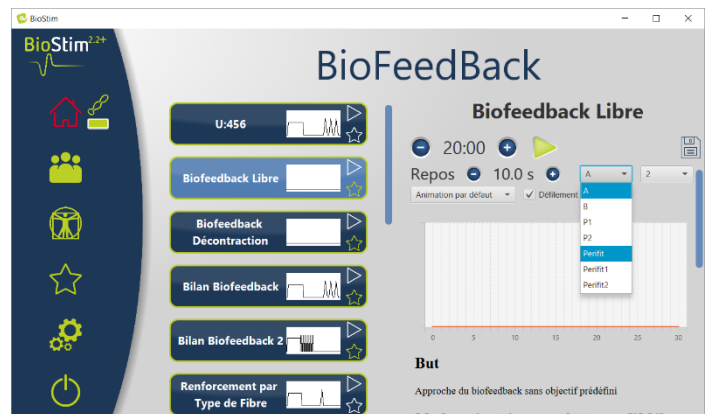 BioStim
BioStim2.2+
BioFeedBack
U:456
Biofeedback Libre
Biofeedback
Décontraction
Bilan Biofeedback
Bilan Biofeedback 2
Renforcement par
Type de Fibre
Biofeedback Libre
20:00
Repos 10.0 s A 2
Animation par défaut Défilement
A
B
P1
P2
Perifit
Perifit1
Perifit2
0 5 10 15 20 25 30
But
Approche du biofeedback sans objectif prédéfini